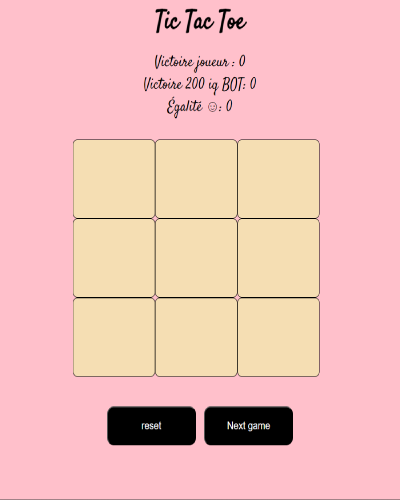 Tic Tac Toe
Victoire joueur : 0
Victoire 200 iq BOT: 0
Égalité ☺: 0
reset
Next game